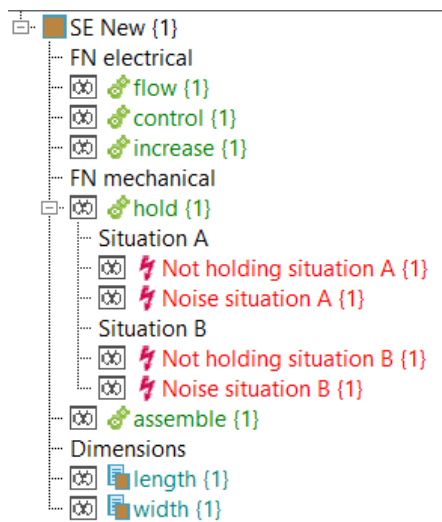 SE New {1}
FN electrical
flow {1}
control {1}
increase {1}
FN mechanical
hold {1}
Situation A
Not holding situation A {1}
Noise situation A {1}
Situation B
Not holding situation B {1}
Noise situation B {1}
assemble {1}
Dimensions
length {1}
width {1}